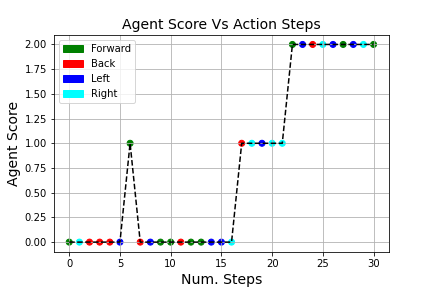 Agent Score Vs Action Steps
Agent Score
2.00
1.75
1.50
1.25
1.00
0.75
0.50
0.25
0.00
Forward
Back
Left
Right
0 5 10 15 20 25 30
Num. Steps